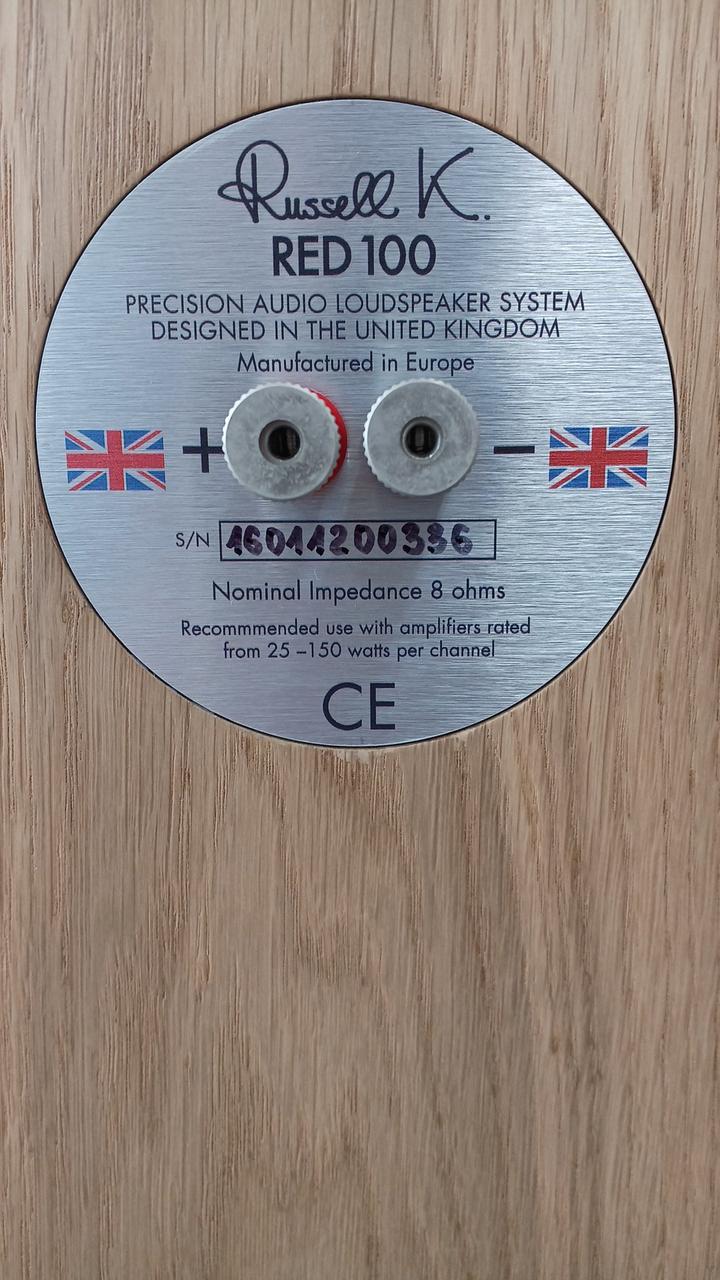 Russell K.
RED 100
PRECISION AUDIO LOUDSPEAKER SYSTEM
DESIGNED IN THE UNITED KINGDOM
Manufactured in Europe
+ −
S/N 16011200336
Nominal Impedance 8 ohms
Recommmended use with amplifiers rated
from 25 –150 watts per channel
CE